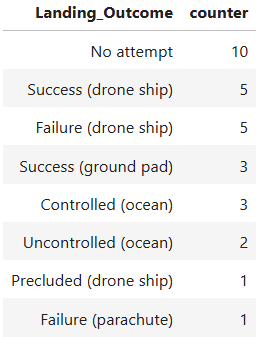 Landing_Outcome counter
No attempt 10
Success (drone ship) 5
Failure (drone ship) 5
Success (ground pad) 3
Controlled (ocean) 3
Uncontrolled (ocean) 2
Precluded (drone ship) 1
Failure (parachute) 1